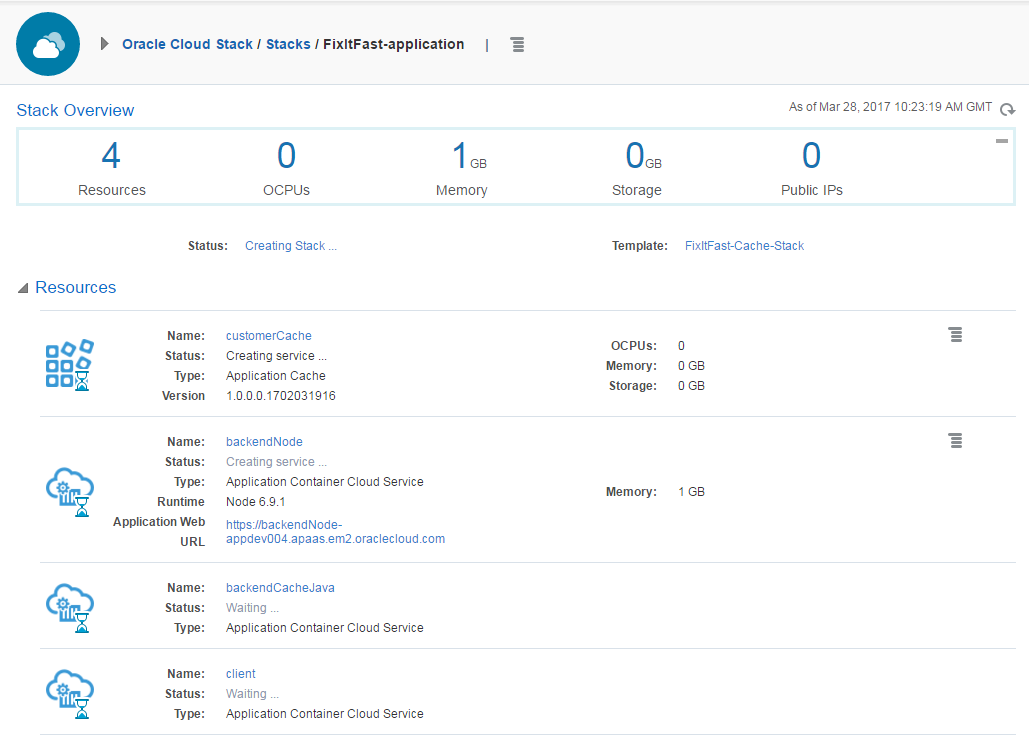 Oracle Cloud Stack / Stacks / FixItFast-application |
Stack Overview
As of Mar 28, 2017 10:23:19 AM GMT
4 0 1 GB 0 GB 0
Resources OCPUs Memory Storage Public IPs
Status: Creating Stack ... Template: FixItFast-Cache-Stack
Resources
Name: customerCache
Status: Creating service ...
Type: Application Cache
Version 1.0.0.0.1702031916
OCPUs: 0
Memory: 0 GB
Storage: 0 GB
Name: backendNode
Status: Creating service ...
Type: Application Container Cloud Service
Runtime Node 6.9.1
Application Web
URL
https://backendNode-
appdev004.apaas.em2.oraclecloud.com
Memory: 1 GB
Name: backendCacheJava
Status: Waiting ...
Type: Application Container Cloud Service
Name: client
Status: Waiting ...
Type: Application Container Cloud Service